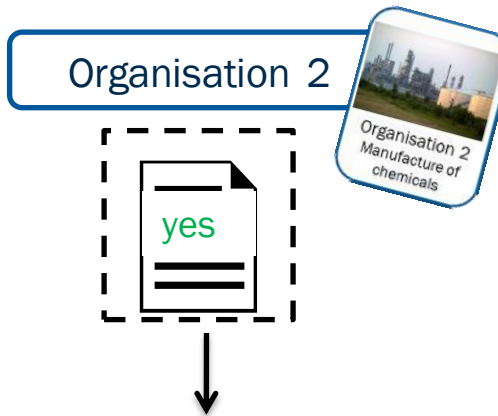 Organisation 2
Organisation 2
Manufacture of
chemicals
yes